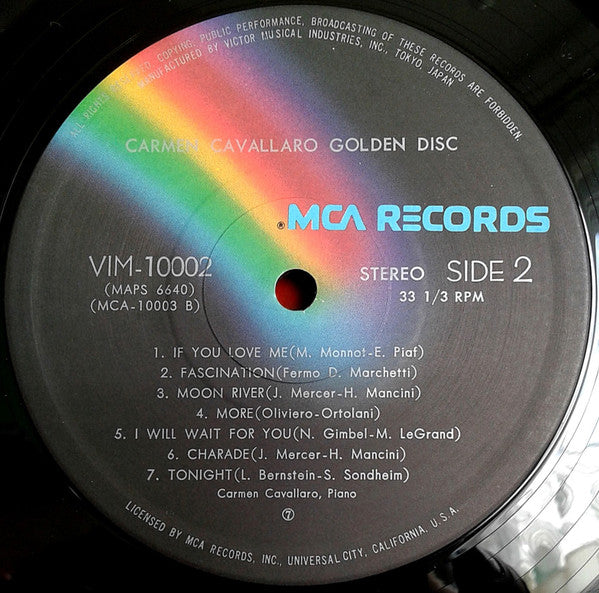 ALL RIGHTS RESERVED. COPYING, PUBLIC PERFORMANCE, BROADCASTING OF THESE RECORDS ARE FORBIDDEN.
MANUFACTURED BY VICTOR MUSICAL INDUSTRIES, INC., TOKYO, JAPAN
CARMEN CAVALLARO GOLDEN DISC
® MCA RECORDS
VIM-10002
(MAPS 6640)
(MCA-10003 B)
STEREO SIDE 2
33 1/3 RPM
1. IF YOU LOVE ME(M. Monnot-E. Piaf)
2. FASCINATION(Fermo D. Marchetti)
3. MOON RIVER(J. Mercer-H. Mancini)
4. MORE(Oliviero-Ortolani)
5. I WILL WAIT FOR YOU(N. Gimbel-M. LeGrand)
6. CHARADE(J. Mercer-H. Mancini)
7. TONIGHT(L. Bernstein-S. Sondheim)
Carmen Cavallaro, Piano
⑦
LICENSED BY MCA RECORDS, INC., UNIVERSAL CITY, CALIFORNIA, U.S.A.